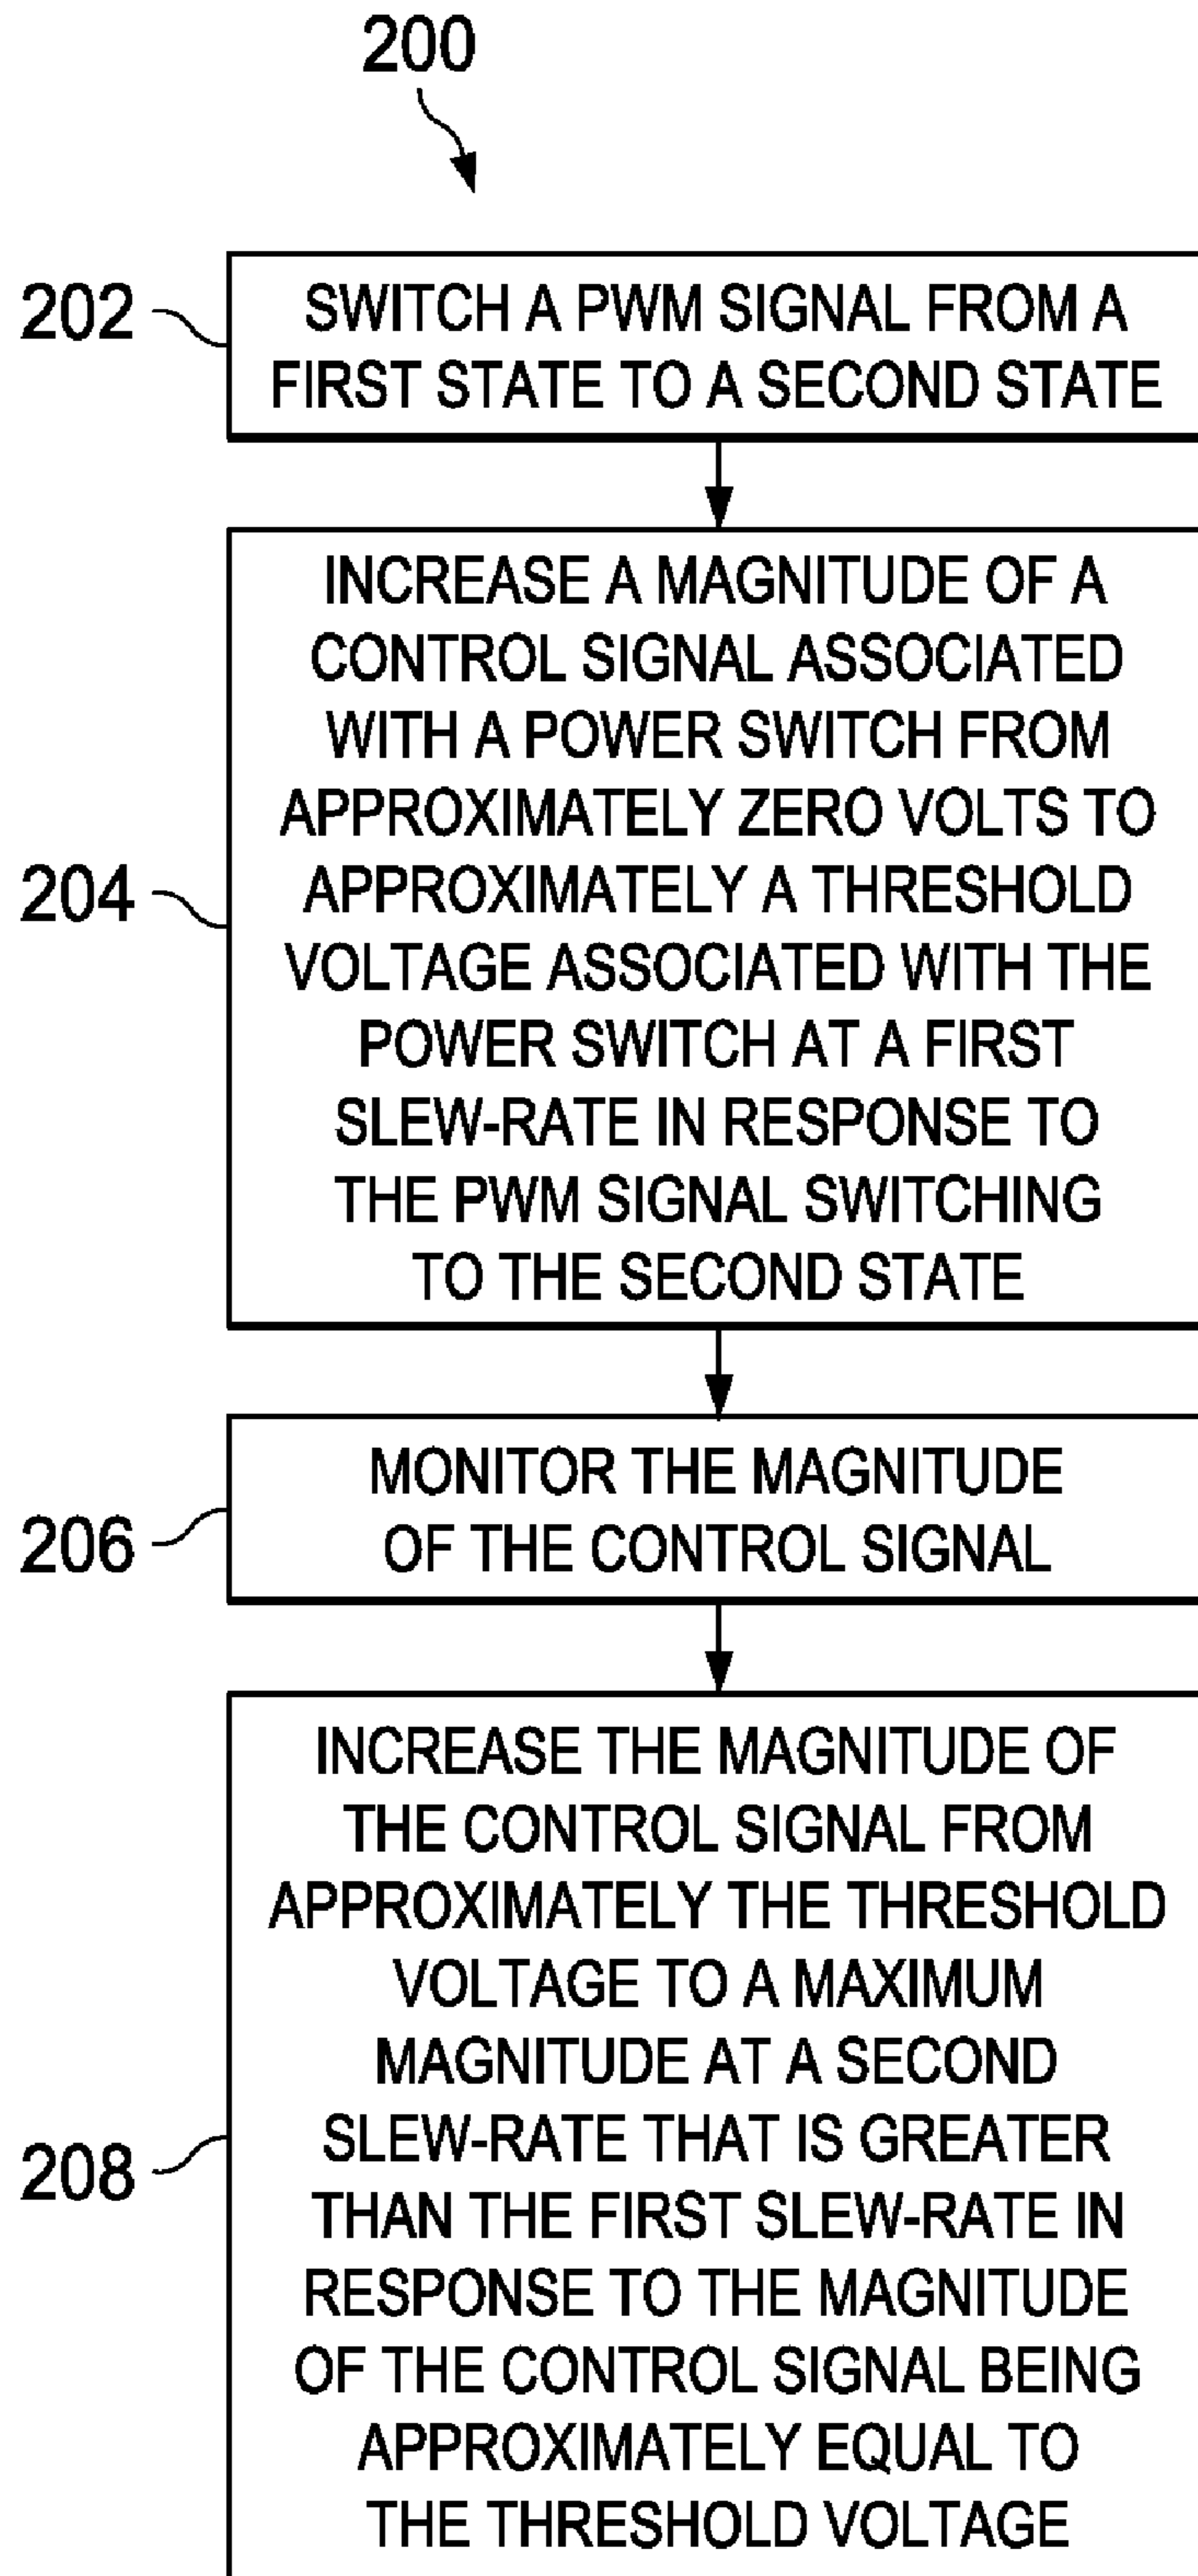 200
202
SWITCH A PWM SIGNAL FROM A
FIRST STATE TO A SECOND STATE
204
INCREASE A MAGNITUDE OF A
CONTROL SIGNAL ASSOCIATED
WITH A POWER SWITCH FROM
APPROXIMATELY ZERO VOLTS TO
APPROXIMATELY A THRESHOLD
VOLTAGE ASSOCIATED WITH THE
POWER SWITCH AT A FIRST
SLEW-RATE IN RESPONSE TO
THE PWM SIGNAL SWITCHING
TO THE SECOND STATE
206
MONITOR THE MAGNITUDE
OF THE CONTROL SIGNAL
208
INCREASE THE MAGNITUDE OF
THE CONTROL SIGNAL FROM
APPROXIMATELY THE THRESHOLD
VOLTAGE TO A MAXIMUM
MAGNITUDE AT A SECOND
SLEW-RATE THAT IS GREATER
THAN THE FIRST SLEW-RATE IN
RESPONSE TO THE MAGNITUDE
OF THE CONTROL SIGNAL BEING
APPROXIMATELY EQUAL TO
THE THRESHOLD VOLTAGE